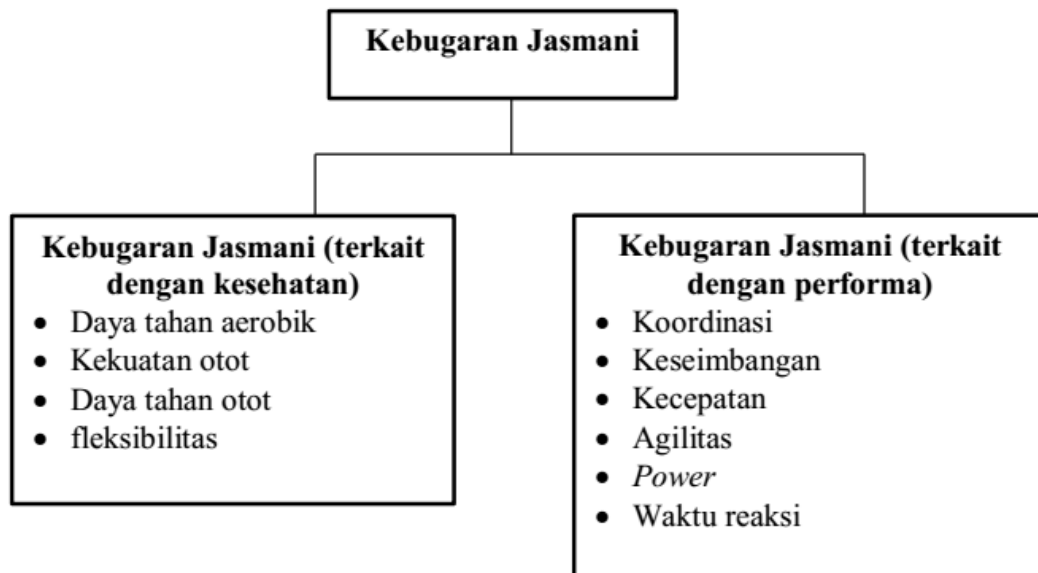 Kebugaran Jasmani
Kebugaran Jasmani (terkait
dengan kesehatan)
• Daya tahan aerobik
• Kekuatan otot
• Daya tahan otot
• fleksibilitas
Kebugaran Jasmani (terkait
dengan performa)
• Koordinasi
• Keseimbangan
• Kecepatan
• Agilitas
• Power
• Waktu reaksi